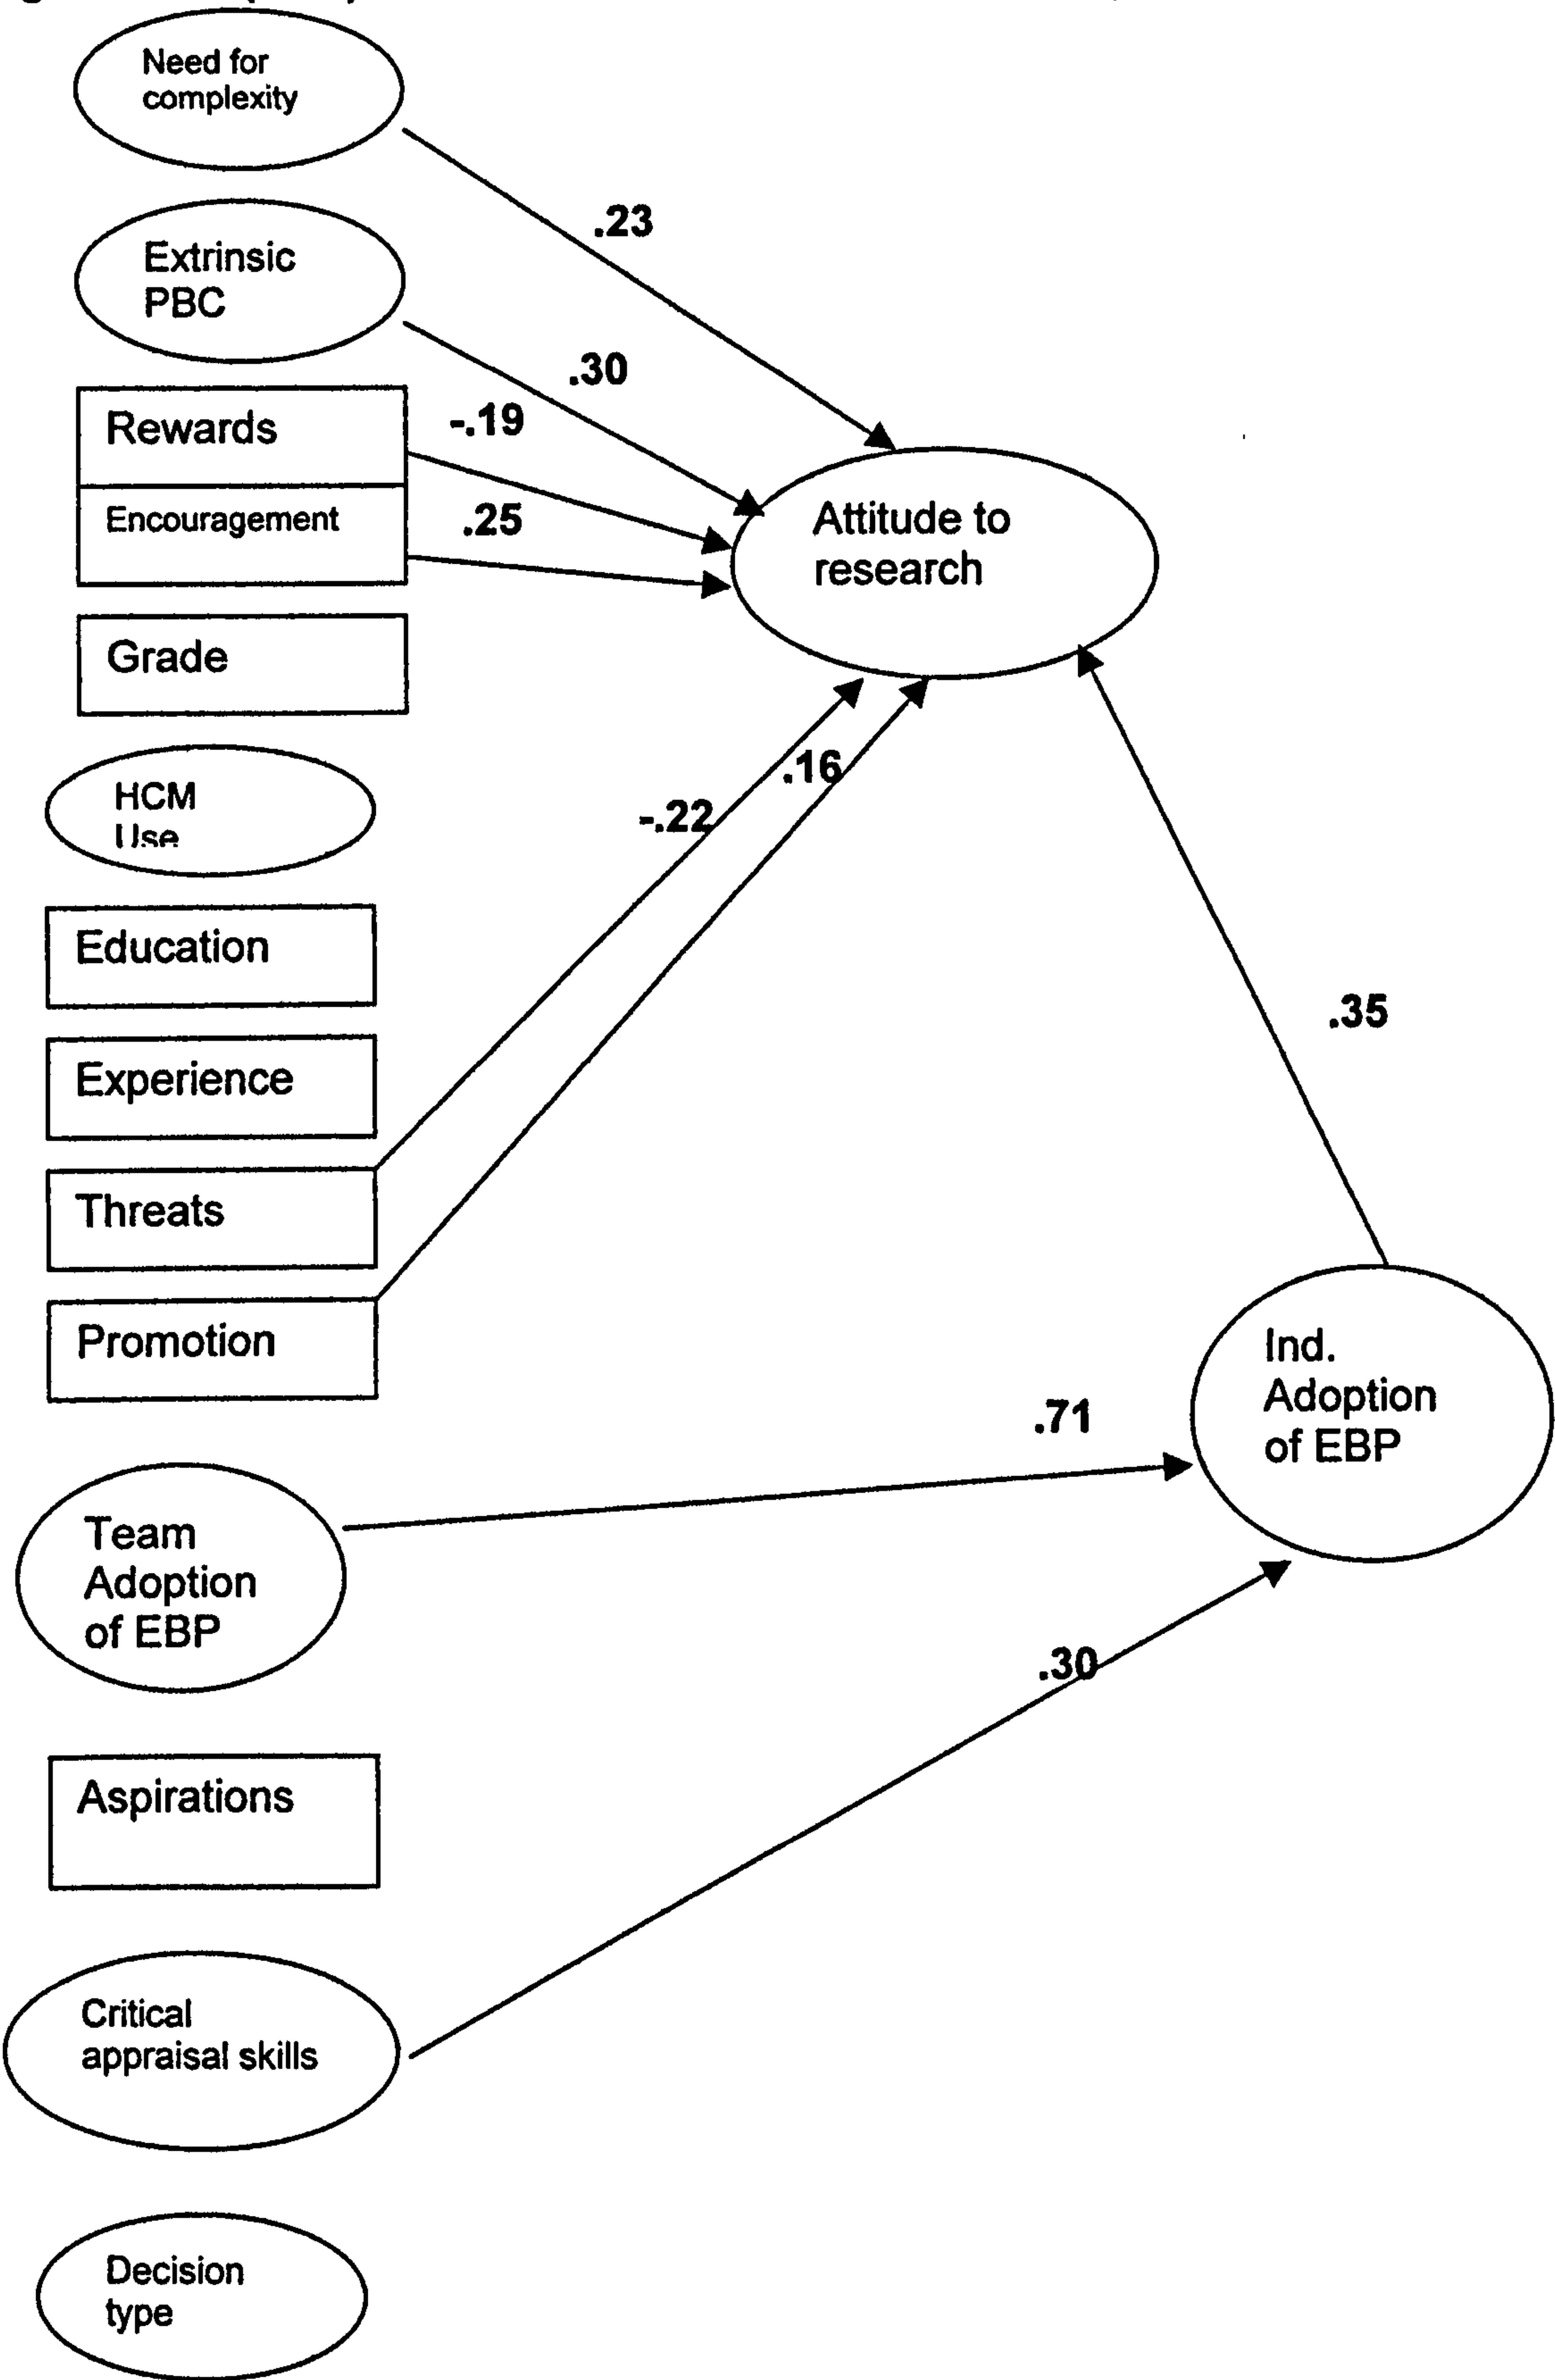 Need for
complexity
.23
Extrinsic
PBC
.30
Rewards
-.19
Encouragement
.25
Attitude to
research
Grade
HCM
Use
.16
-.22
Education
.35
Experience
Threats
Promotion
Ind.
Adoption
of EBP
.71
Team
Adoption
of EBP
.30
Aspirations
Critical
appraisal skills
Decision
type